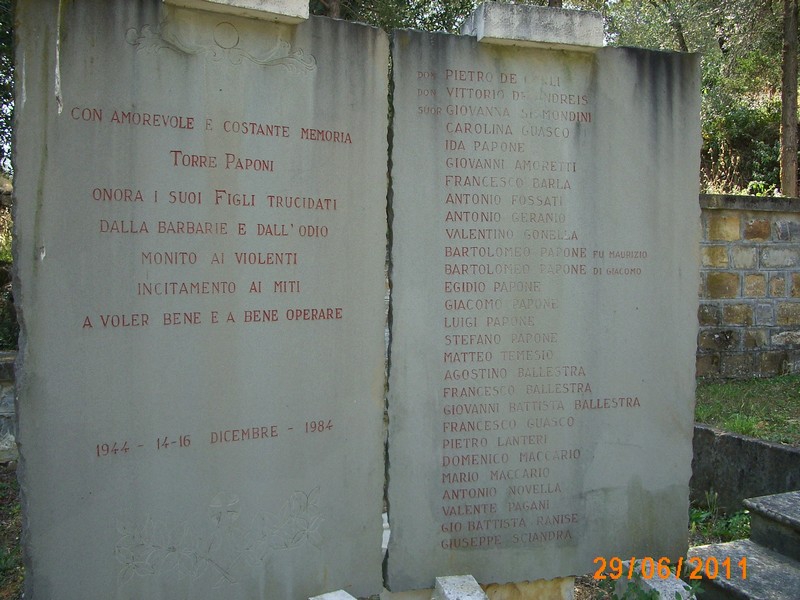 CON AMOREVOLE E COSTANTE MEMORIA
TORRE PAPONI
ONORA I SUOI FIGLI TRUCIDATI
DALLA BARBARIE E DALL'ODIO
MONITO AI VIOLENTI
INCITAMENTO AI MITI
A VOLER BENE E A BENE OPERARE
1944 - 14-16 DICEMBRE - 1984
DON PIETRO DE
DON VITTORIO DE ANDREIS
SUOR GIOVANNA
CAROLINA GUASCO
IDA PAPONE
GIOVANNI AMORETTI
FRANCESCO BARLA
ANTONIO FOSSATI
ANTONIO GERANIO
VALENTINO GONELLA
BARTOLOMEO PAPONE FU MAURIZIO
BARTOLOMEO PAPONE DI GIACOMO
EGIDIO PAPONE
GIACOMO PAPONE
LUIGI PAPONE
STEFANO PAPONE
MATTEO TEMESIO
AGOSTINO BALLESTRA
FRANCESCO BALLESTRA
GIOVANNI BATTISTA BALLESTRA
FRANCESCO GUASCO
PIETRO LANTERI
DOMENICO MACCARIO
MARIO MACCARIO
ANTONIO NOVELLA
VALENTE PAGANI
GIO BATTISTA RANISE
GIUSEPPE SCIANDRA
29/06/2011